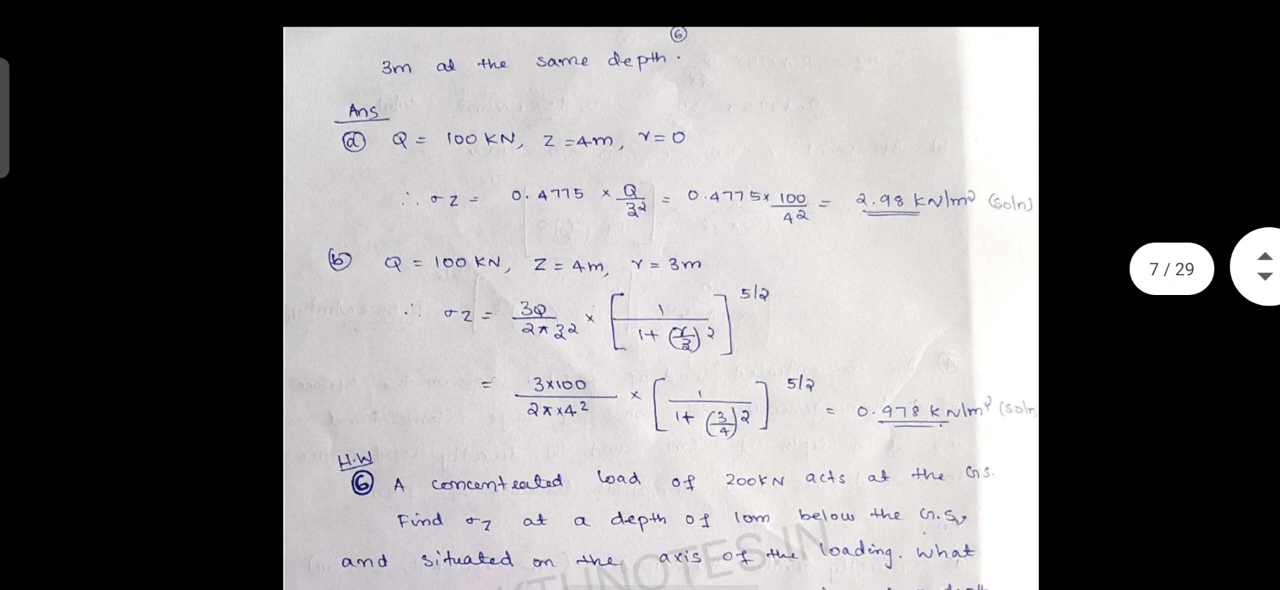 6
3m at the same depth.
Ans
(a) Q = 100 KN, Z = 4m, r = 0
∴ σz = 0.4775 × Q/z² = 0.4775 × 100/4² = 2.98 kN/m² (soln)
(b) Q = 100 KN, Z = 4m, r = 3m
∴ σz = 3Q/2πz² × [1/1+(r/z)²]^5/2
= 3×100/2π×4² × [1/1+(3/4)²]^5/2 = 0.978 kN/m² (soln)
7 / 29
H.W
(6) A concentrated load of 200KN acts at the G.S.
Find σz at a depth of 10m below the G.S,
and situated on the axis of the loading. What
KTUNOTES.IN